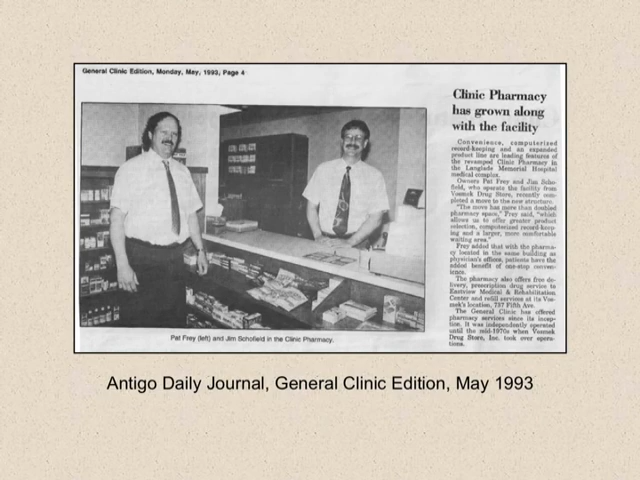 General Clinic Edition, Monday, May, 1993, Page 4
Clinic Pharmacy
has grown along
with the facility
Convenience, computerized
record-keeping and an expanded
product line are leading features of
the revamped Clinic Pharmacy in
the Langlade Memorial Hospital
medical complex.
Owners Pat Frey and Jim Scho-
field, who operate the facility from
Vosmek Drug Store, recently com-
pleted a move to the new structure.
"The move has more than doubled
pharmacy space," Frey said, "which
allows us to offer greater product
selection, computerized record-keep-
ing and a larger, more comfortable
waiting area."
Frey added that with the pharma-
cy located in the same building as
physician's offices, patients have the
added benefit of one-stop conven-
ience.
The pharmacy also offers free de-
livery, prescription drug service to
Eastview Medical & Rehabilitation
Center and refill services at its Vos-
mek's location, 737 Fifth Ave.
The General Clinic has offered
pharmacy services since its incep-
tion. It was independently operated
until the mid-1970s when Vosmek
Drug Store, Inc. took over opera-
tions.
Pat Frey (left) and Jim Schofield in the Clinic Pharmacy.
Antigo Daily Journal, General Clinic Edition, May 1993